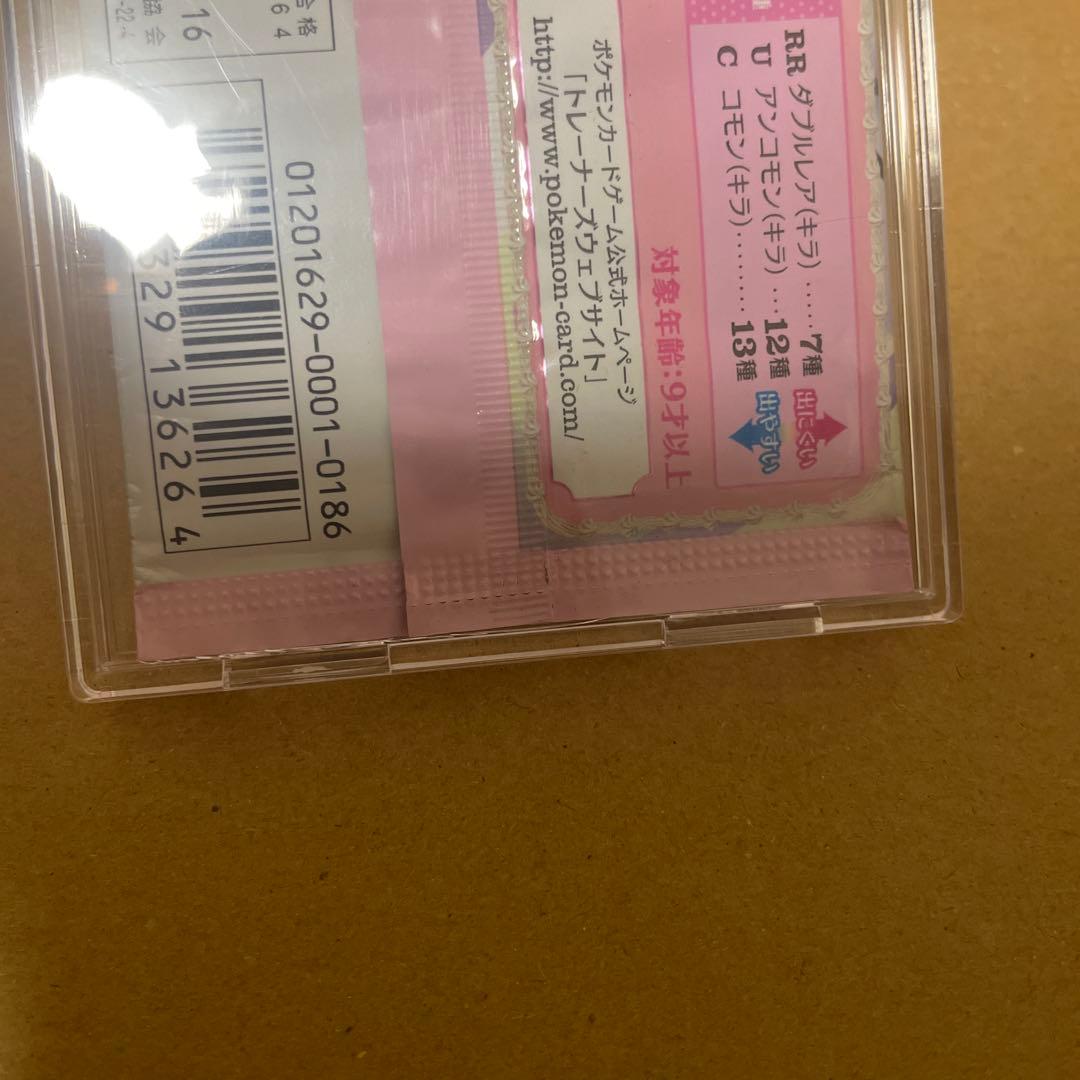 RR ダブルレア(キラ) ..... 7種
U アンコモン(キラ) ... 12種
C コモン(キラ)........ 13種
出にくい
出やすい
対象年齢:9才以上
ポケモンカードゲーム公式ホームページ
「トレーナーズウェブサイト」
http://www.pokemon-card.com/
合格
協会
16
01201629-0001-0186
329 13626 4